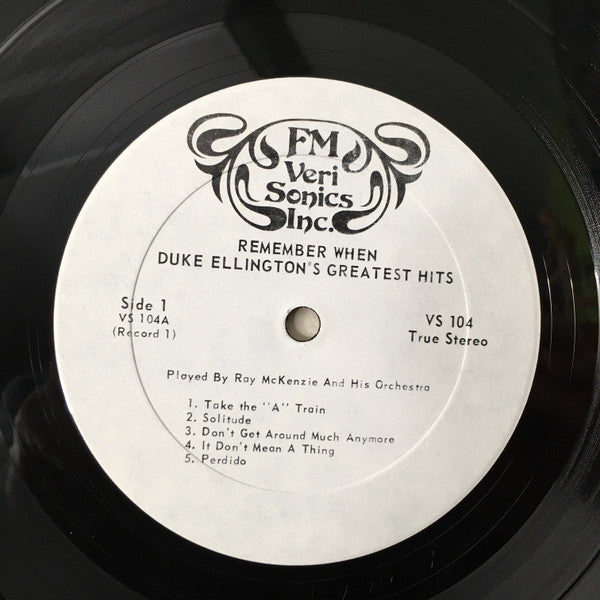 FM
Veri
Sonics
Inc.
REMEMBER WHEN
DUKE ELLINGTON'S GREATEST HITS
Side 1
VS 104A
(Record 1)
VS 104
True Stereo
Played By Ray McKenzie And His Orchestra
1. Take the "A" Train
2. Solitude
3. Don't Get Around Much Anymore
4. It Don't Mean A Thing
5. Perdido